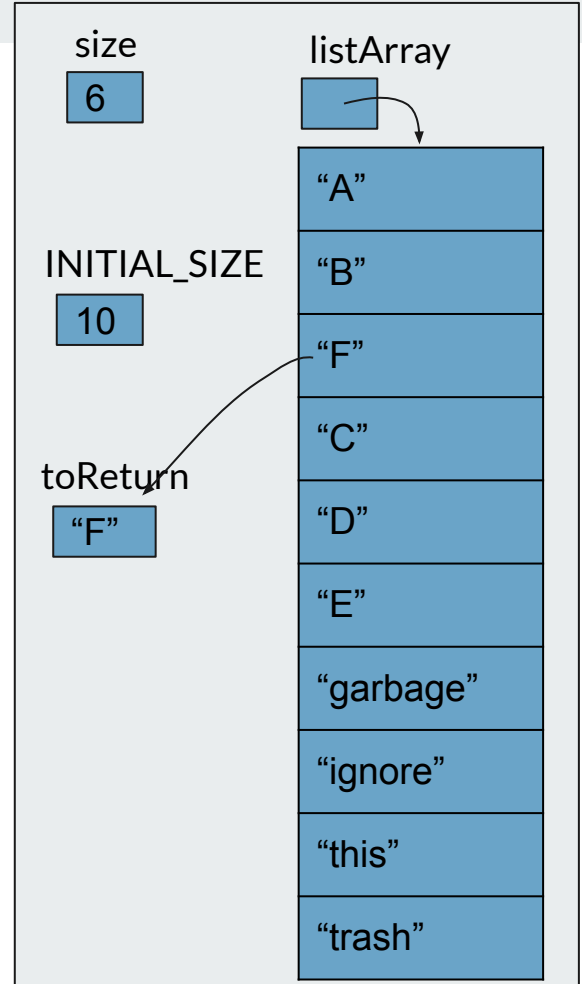 size
6
listArray
“A”
“B”
INITIAL_SIZE
10
“F”
“C”
toReturn
“F”
“D”
“E”
“garbage”
“ignore”
“this”
“trash”